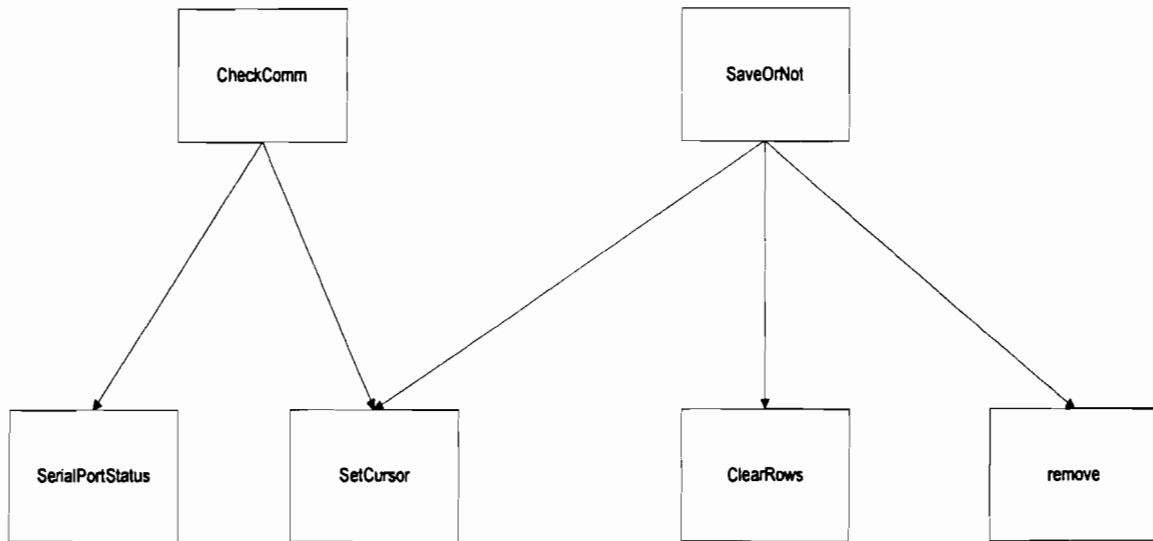 CheckComm
SaveOrNot
SerialPortStatus
SetCursor
ClearRows
remove